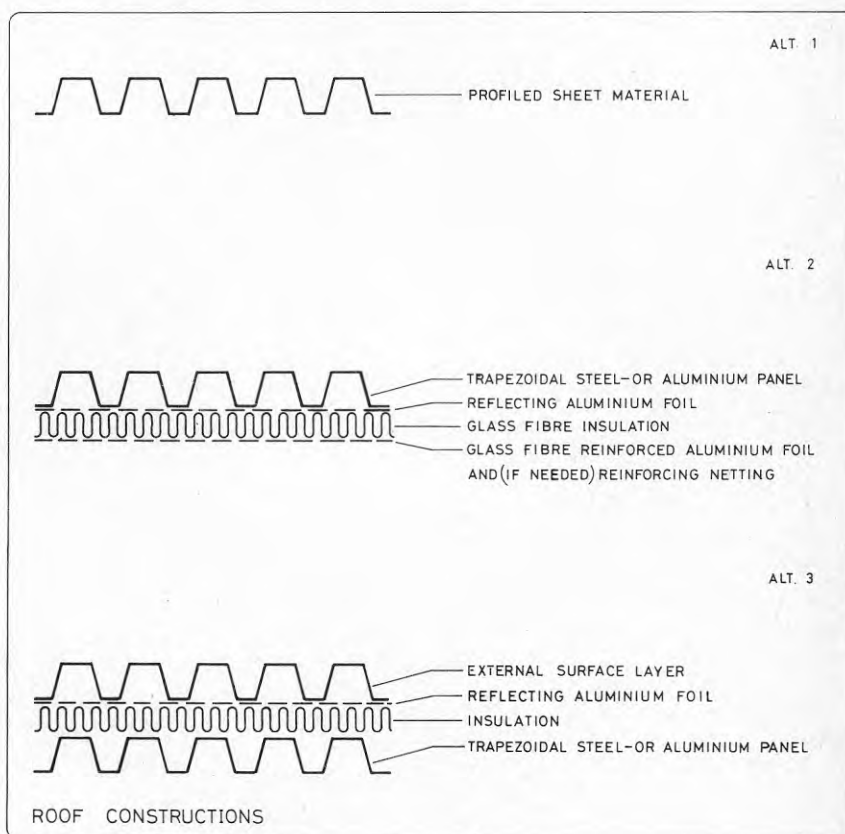 ALT. 1
PROFILED SHEET MATERIAL
ALT. 2
TRAPEZOIDAL STEEL-OR ALUMINIUM PANEL
REFLECTING ALUMINIUM FOIL
GLASS FIBRE INSULATION
GLASS FIBRE REINFORCED ALUMINIUM FOIL
AND (IF NEEDED) REINFORCING NETTING
ALT. 3
EXTERNAL SURFACE LAYER
REFLECTING ALUMINIUM FOIL
INSULATION
TRAPEZOIDAL STEEL-OR ALUMINIUM PANEL
ROOF CONSTRUCTIONS